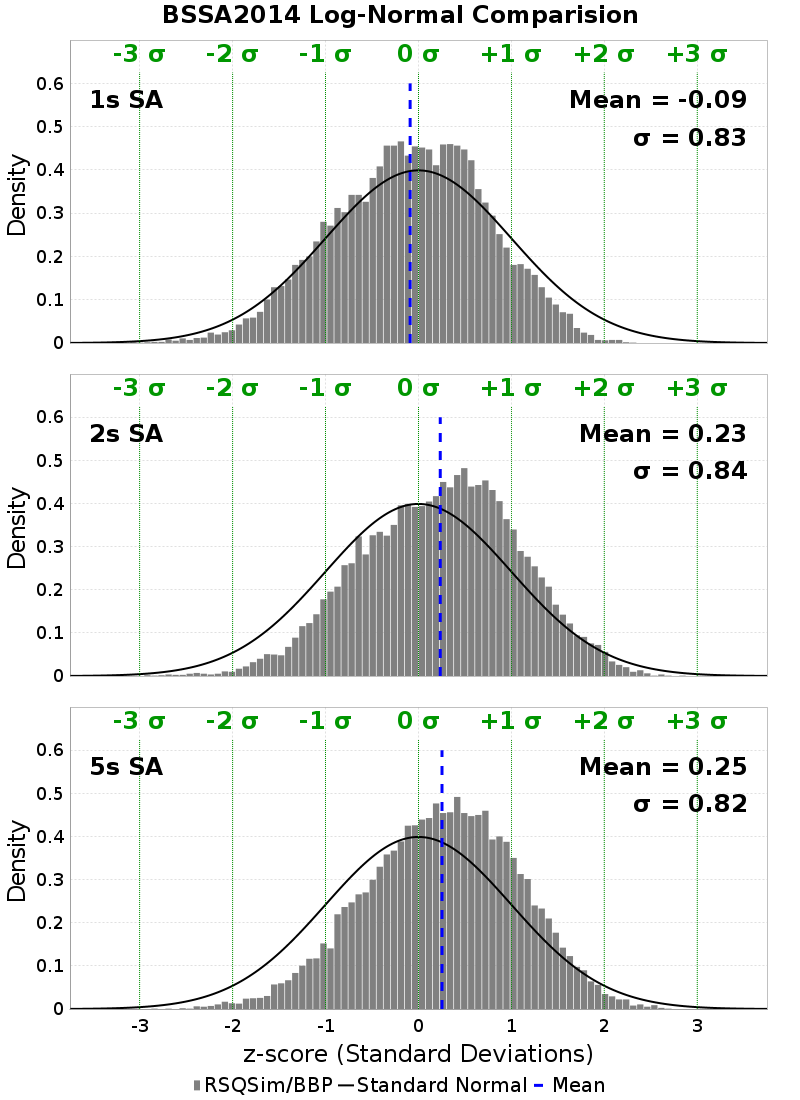 BSSA2014 Log-Normal Comparision
-3 σ -2 σ -1 σ 0 σ +1 σ +2 σ +3 σ
1s SA
Mean = -0.09
σ = 0.83
Density
0.6
0.5
0.4
0.3
0.2
0.1
0
-3 σ -2 σ -1 σ 0 σ +1 σ +2 σ +3 σ
2s SA
Mean = 0.23
σ = 0.84
Density
0.6
0.5
0.4
0.3
0.2
0.1
0
-3 σ -2 σ -1 σ 0 σ +1 σ +2 σ +3 σ
5s SA
Mean = 0.25
σ = 0.82
Density
0.6
0.5
0.4
0.3
0.2
0.1
0
-3 -2 -1 0 1 2 3
z-score (Standard Deviations)
RSQSim/BBP Standard Normal Mean